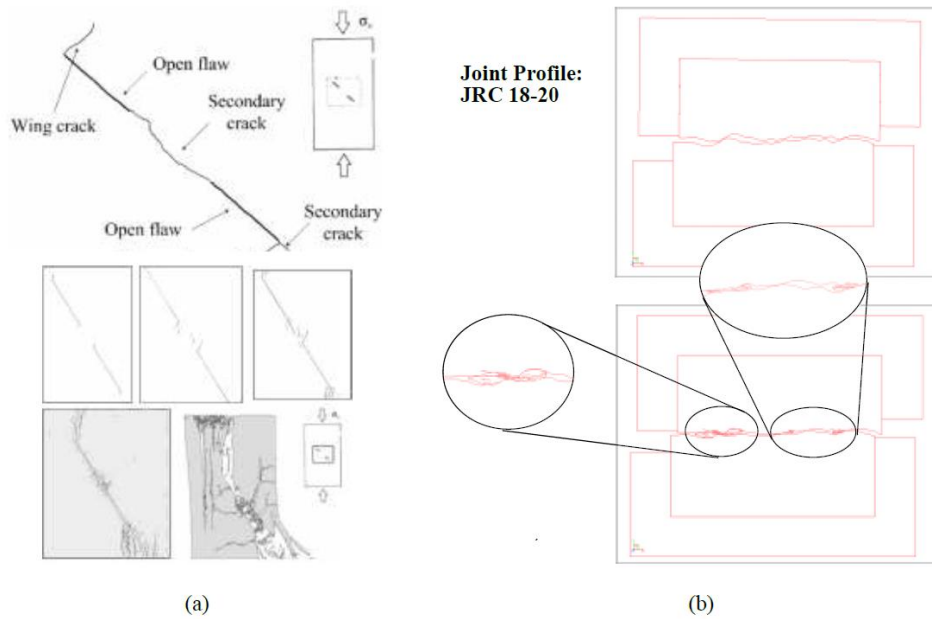 σ
Open flaw
Wing crack
Secondary
crack
Open flaw
Secondary
crack
Joint Profile:
JRC 18-20
(a)
(b)